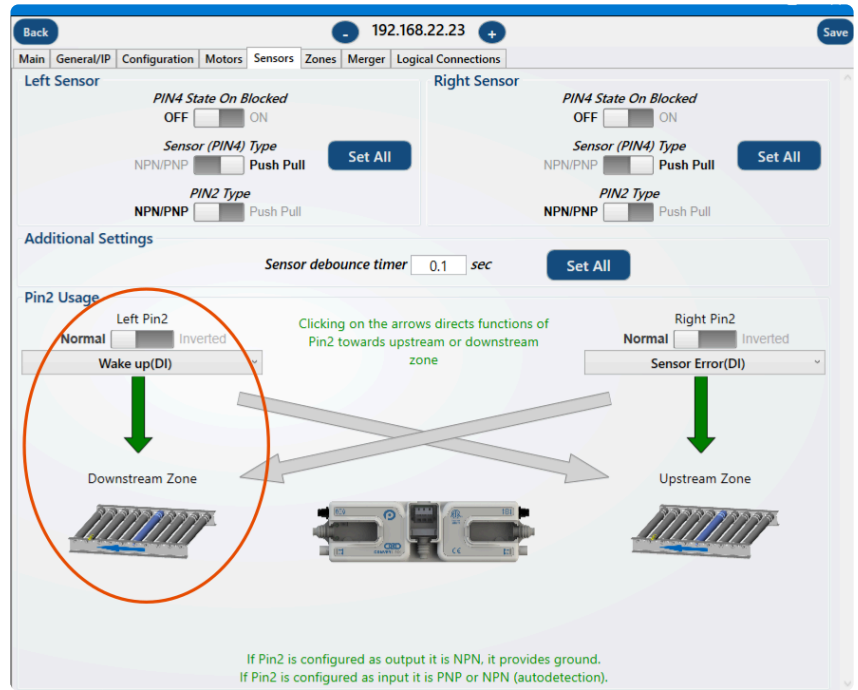 Back
- 192.168.22.23 +
Save
Main General/IP Configuration Motors Sensors Zones Merger Logical Connections
Left Sensor
PIN4 State On Blocked
OFF ON
Sensor (PIN4) Type
NPN/PNP Push Pull
Set All
PIN2 Type
NPN/PNP Push Pull
Right Sensor
PIN4 State On Blocked
OFF ON
Sensor (PIN4) Type
NPN/PNP Push Pull
Set All
PIN2 Type
NPN/PNP Push Pull
Additional Settings
Sensor debounce timer 0.1 sec
Set All
Pin2 Usage
Left Pin2
Normal Inverted
Wake up(DI)
Clicking on the arrows directs functions of
Pin2 towards upstream or downstream
zone
Right Pin2
Normal Inverted
Sensor Error(DI)
Downstream Zone
Upstream Zone
If Pin2 is configured as output it is NPN, it provides ground.
If Pin2 is configured as input it is PNP or NPN (autodetection).